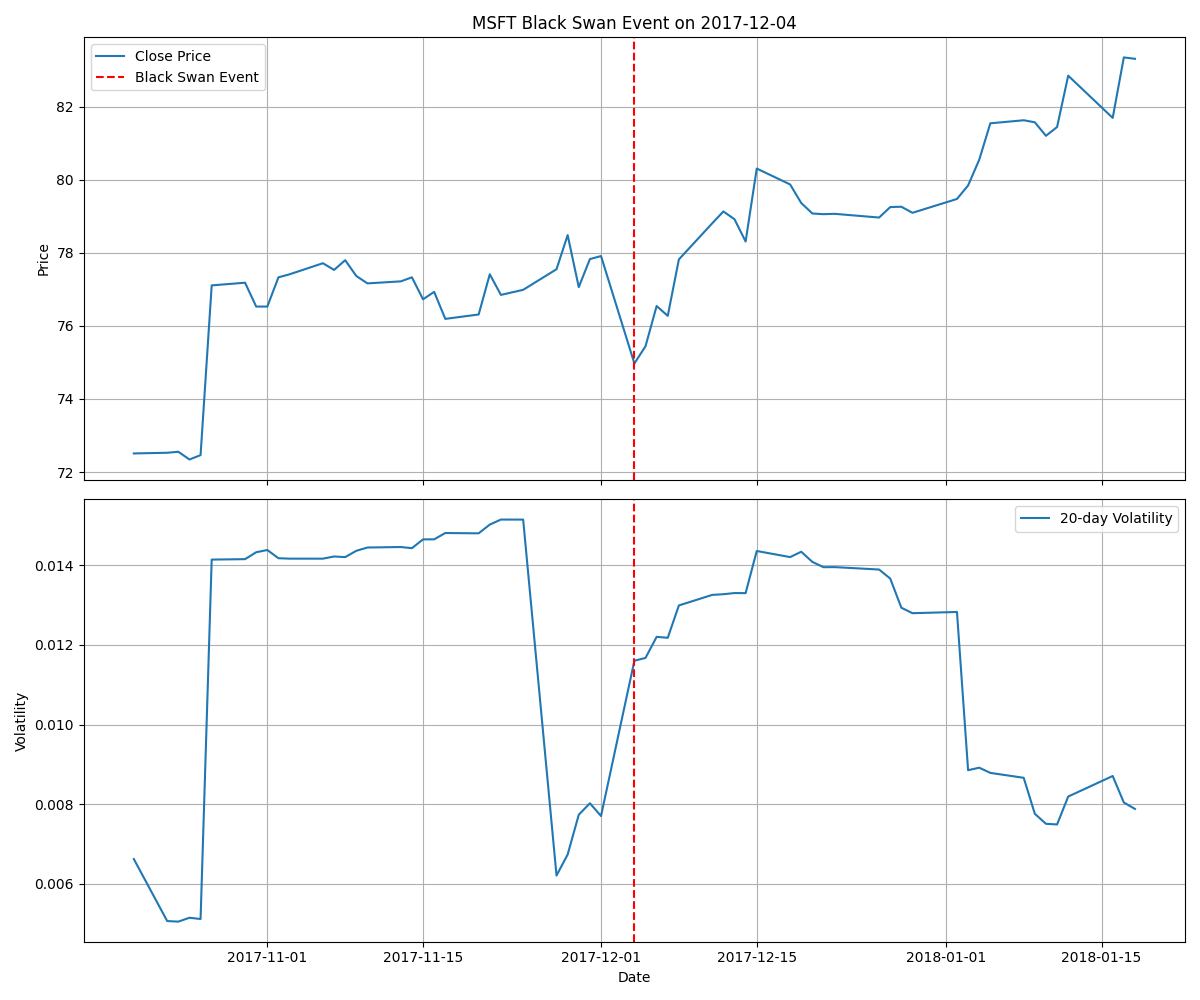 MSFT Black Swan Event on 2017-12-04
Close Price
Black Swan Event
82
80
78
76
74
72
Price
20-day Volatility
0.014
0.012
0.010
0.008
0.006
Volatility
2017-11-01
2017-11-15
2017-12-01
2017-12-15
2018-01-01
2018-01-15
Date